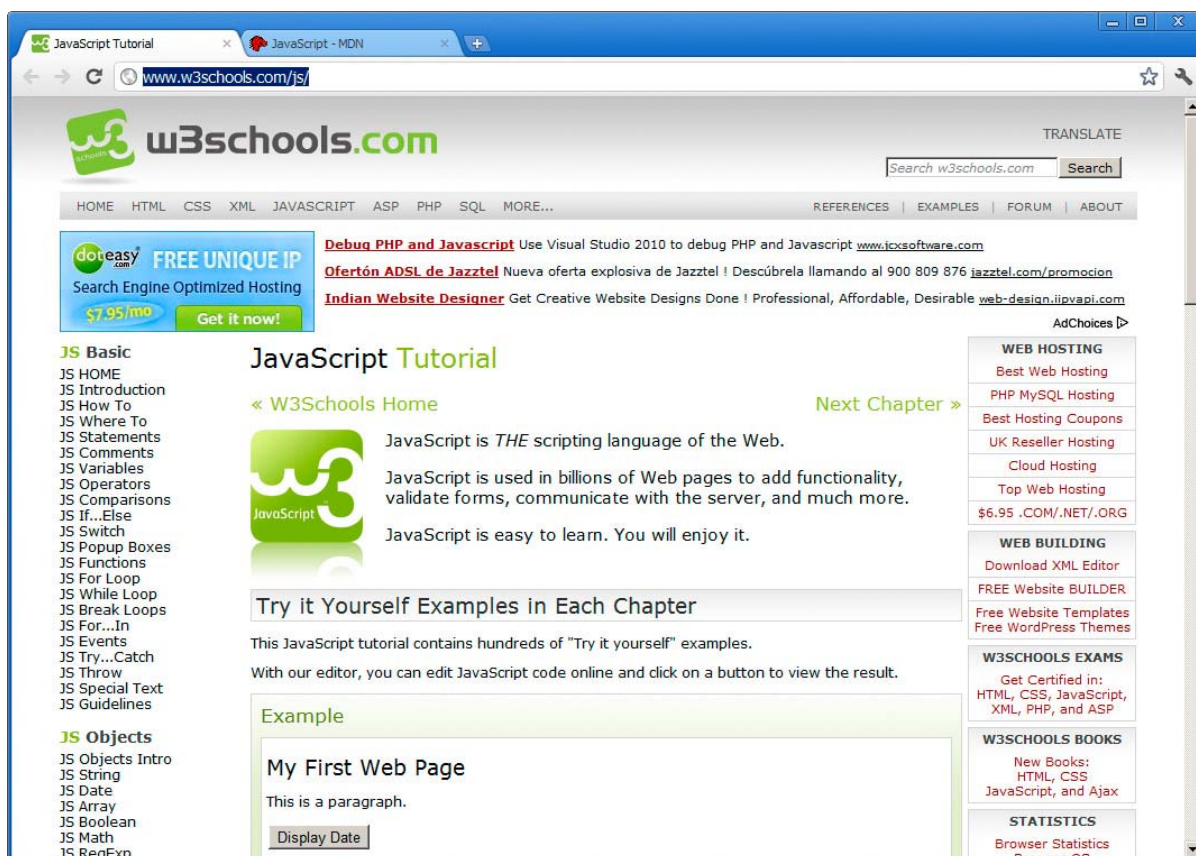 JavaScript Tutorial
JavaScript - MDN
www.w3schools.com/js/
w3 schools
w3schools.com
TRANSLATE
Search w3schools.com Search
HOME HTML CSS XML JAVASCRIPT ASP PHP SQL MORE...
REFERENCES | EXAMPLES | FORUM | ABOUT
doteasy.com FREE UNIQUE IP
Search Engine Optimized Hosting
$7.95/mo Get it now!
Debug PHP and Javascript Use Visual Studio 2010 to debug PHP and Javascript www.jcxsoftware.com
Ofertón ADSL de Jazztel Nueva oferta explosiva de Jazztel ! Descúbrela llamando al 900 809 876 jazztel.com/promocion
Indian Website Designer Get Creative Website Designs Done ! Professional, Affordable, Desirable web-design.iipvapi.com
AdChoices
JS Basic
JS HOME
JS Introduction
JS How To
JS Where To
JS Statements
JS Comments
JS Variables
JS Operators
JS Comparisons
JS If...Else
JS Switch
JS Popup Boxes
JS Functions
JS For Loop
JS While Loop
JS Break Loops
JS For...In
JS Events
JS Try...Catch
JS Throw
JS Special Text
JS Guidelines
JS Objects
JS Objects Intro
JS String
JS Date
JS Array
JS Boolean
JS Math
JS RegExp
JavaScript Tutorial
« W3Schools Home
Next Chapter »
w3 JavaScript
JavaScript is THE scripting language of the Web.
JavaScript is used in billions of Web pages to add functionality,
validate forms, communicate with the server, and much more.
JavaScript is easy to learn. You will enjoy it.
Try it Yourself Examples in Each Chapter
This JavaScript tutorial contains hundreds of "Try it yourself" examples.
With our editor, you can edit JavaScript code online and click on a button to view the result.
Example
My First Web Page
This is a paragraph.
Display Date
WEB HOSTING
Best Web Hosting
PHP MySQL Hosting
Best Hosting Coupons
UK Reseller Hosting
Cloud Hosting
Top Web Hosting
$6.95 .COM/.NET/.ORG
WEB BUILDING
Download XML Editor
FREE Website BUILDER
Free Website Templates
Free WordPress Themes
W3SCHOOLS EXAMS
Get Certified in:
HTML, CSS, JavaScript,
XML, PHP, and ASP
W3SCHOOLS BOOKS
New Books:
HTML, CSS
JavaScript, and Ajax
STATISTICS
Browser Statistics